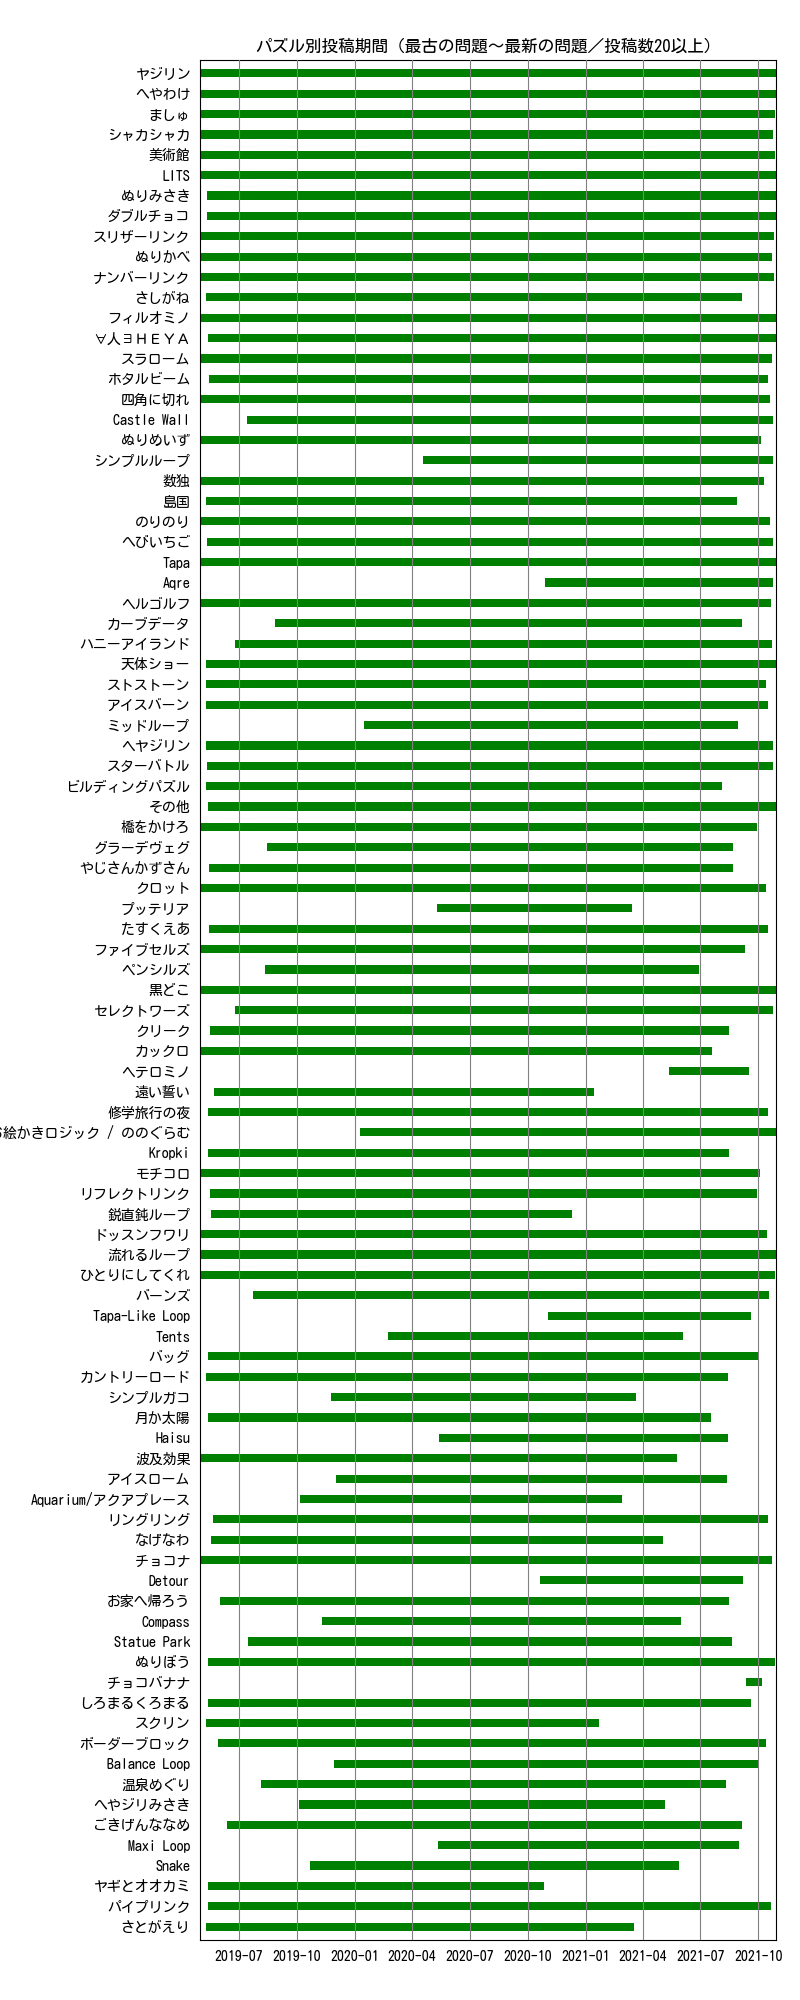 パズル別投稿期間（最古の問題～最新の問題／投稿数20以上）
ヤジリン
へやわけ
ましゅ
シャカシャカ
美術館
LITS
ぬりみさき
ダブルチョコ
スリザーリンク
ぬりかべ
ナンバーリンク
さしがね
フィルオミノ
∀人∃ＨＥＹＡ
スラローム
ホタルビーム
四角に切れ
Castle Wall
ぬりめいず
シンプルループ
数独
島国
のりのり
へびいちご
Tapa
Aqre
ヘルゴルフ
カーブデータ
ハニーアイランド
天体ショー
ストストーン
アイスバーン
ミッドループ
ヘヤジリン
スターバトル
ビルディングパズル
その他
橋をかけろ
グラーデヴェグ
やじさんかずさん
クロット
プッテリア
たすくえあ
ファイブセルズ
ペンシルズ
黒どこ
セレクトワーズ
クリーク
カックロ
ヘテロミノ
遠い誓い
修学旅行の夜
絵かきロジック / ののぐらむ
Kropki
モチコロ
リフレクトリンク
鋭直鈍ループ
ドッスンフワリ
流れるループ
ひとりにしてくれ
バーンズ
Tapa-Like Loop
Tents
バッグ
カントリーロード
シンプルガコ
月か太陽
Haisu
波及効果
アイスローム
Aquarium/アクアプレース
リングリング
なげなわ
チョコナ
Detour
お家へ帰ろう
Compass
Statue Park
ぬりぼう
チョコバナナ
しろまるくろまる
スクリン
ボーダーブロック
Balance Loop
温泉めぐり
へやジリみさき
ごきげんななめ
Maxi Loop
Snake
ヤギとオオカミ
パイプリンク
さとがえり
2019-07 2019-10 2020-01 2020-04 2020-07 2020-10 2021-01 2021-04 2021-07 2021-10